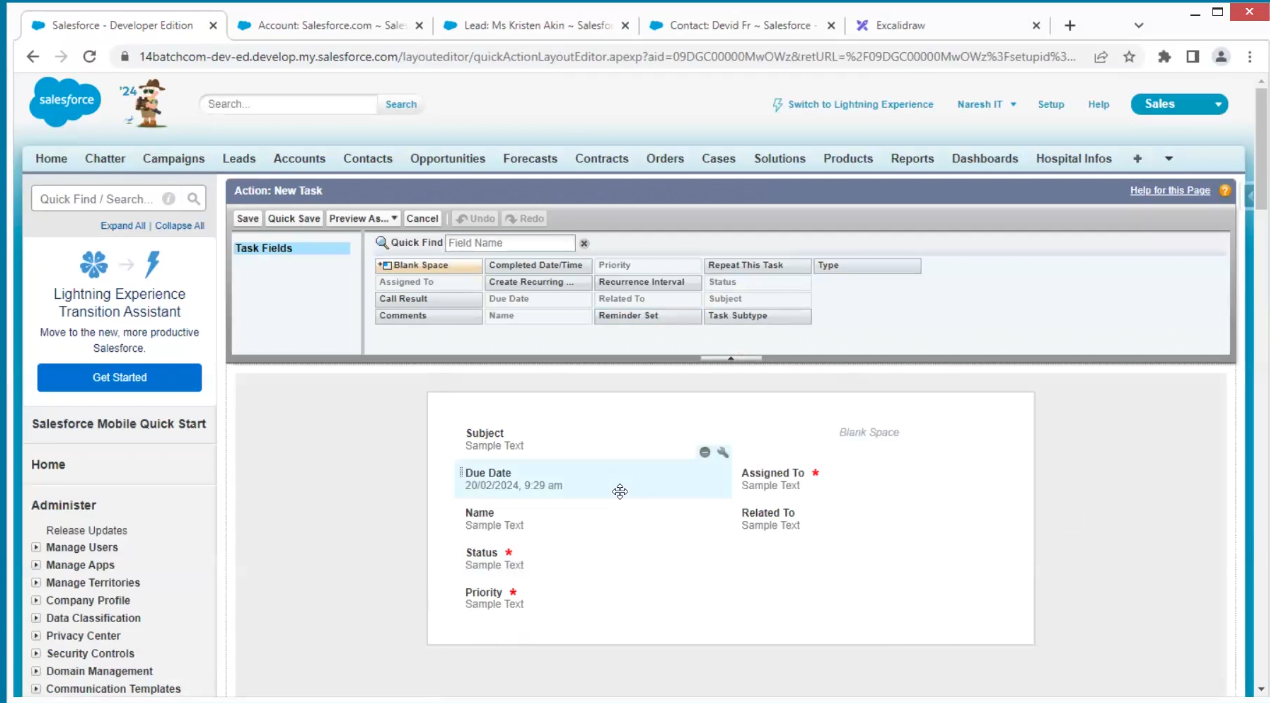 Salesforce - Developer Edition
Account: Salesforce.com ~ Sales
Lead: Ms Kristen Akin ~ Salesfor
Contact: Devid Fr ~ Salesforce -
Excalidraw
14batchcom-dev-ed.develop.my.salesforce.com/layouteditor/quickActionLayoutEditor.apexp?aid=09DGC00000MwOWz&retURL=%2F09DGC00000MwOWz%3Fsetupid%3...
salesforce
'24
Search...
Search
Switch to Lightning Experience
Naresh IT
Setup
Help
Sales
Home
Chatter
Campaigns
Leads
Accounts
Contacts
Opportunities
Forecasts
Contracts
Orders
Cases
Solutions
Products
Reports
Dashboards
Hospital Infos
+
Quick Find / Search...
Expand All | Collapse All
Lightning Experience
Transition Assistant
Move to the new, more productive
Salesforce.
Get Started
Salesforce Mobile Quick Start
Home
Administer
Release Updates
Manage Users
Manage Apps
Manage Territories
Company Profile
Data Classification
Privacy Center
Security Controls
Domain Management
Communication Templates
Action: New Task
Help for this Page
Save
Quick Save
Preview As...
Cancel
Undo
Redo
Task Fields
Quick Find
Field Name
Blank Space
Completed Date/Time
Priority
Repeat This Task
Type
Assigned To
Create Recurring ...
Recurrence Interval
Status
Call Result
Due Date
Related To
Subject
Comments
Name
Reminder Set
Task Subtype
Subject
Sample Text
Blank Space
Due Date
20/02/2024, 9:29 am
Assigned To *
Sample Text
Name
Sample Text
Related To
Sample Text
Status *
Sample Text
Priority *
Sample Text